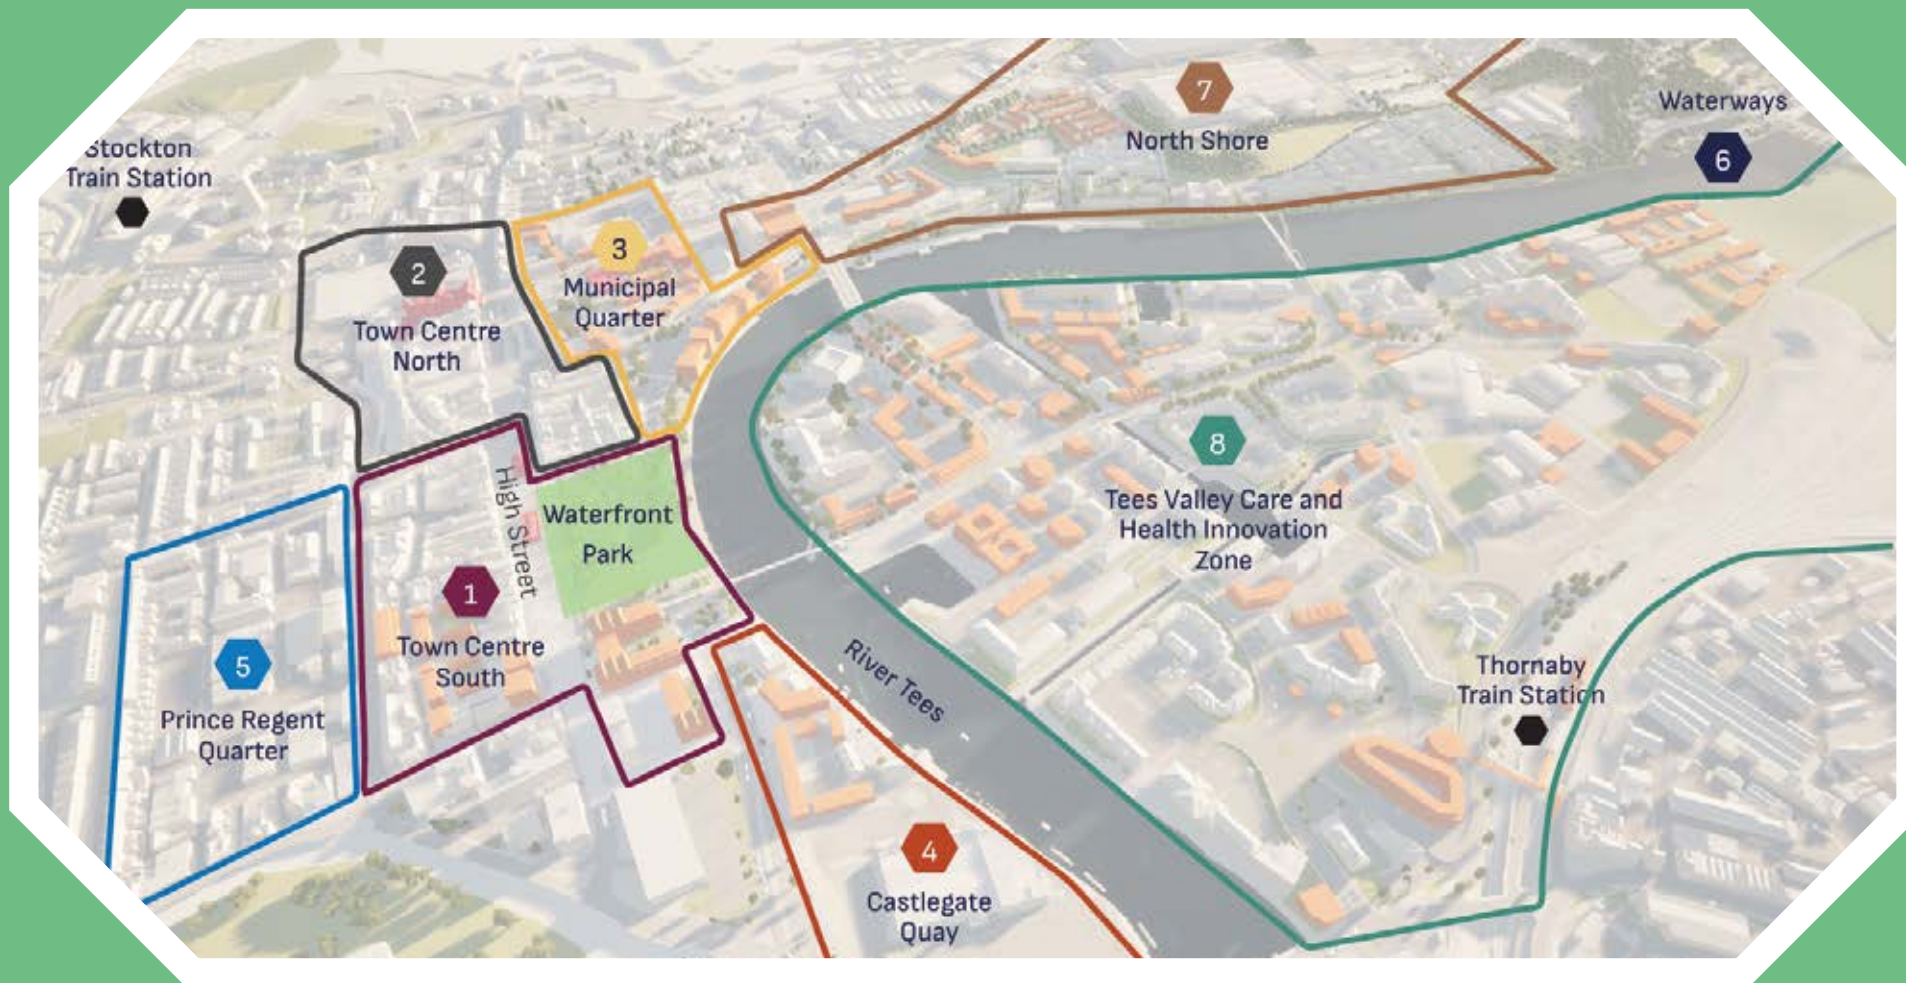 7
North Shore
Waterways
6
Stockton
Train Station
2
Town Centre
North
3
Municipal
Quarter
8
Tees Valley Care and
Health Innovation
Zone
High Street
Waterfront
Park
1
Town Centre
South
5
Prince Regent
Quarter
River Tees
Thornaby
Train Station
4
Castlegate
Quay